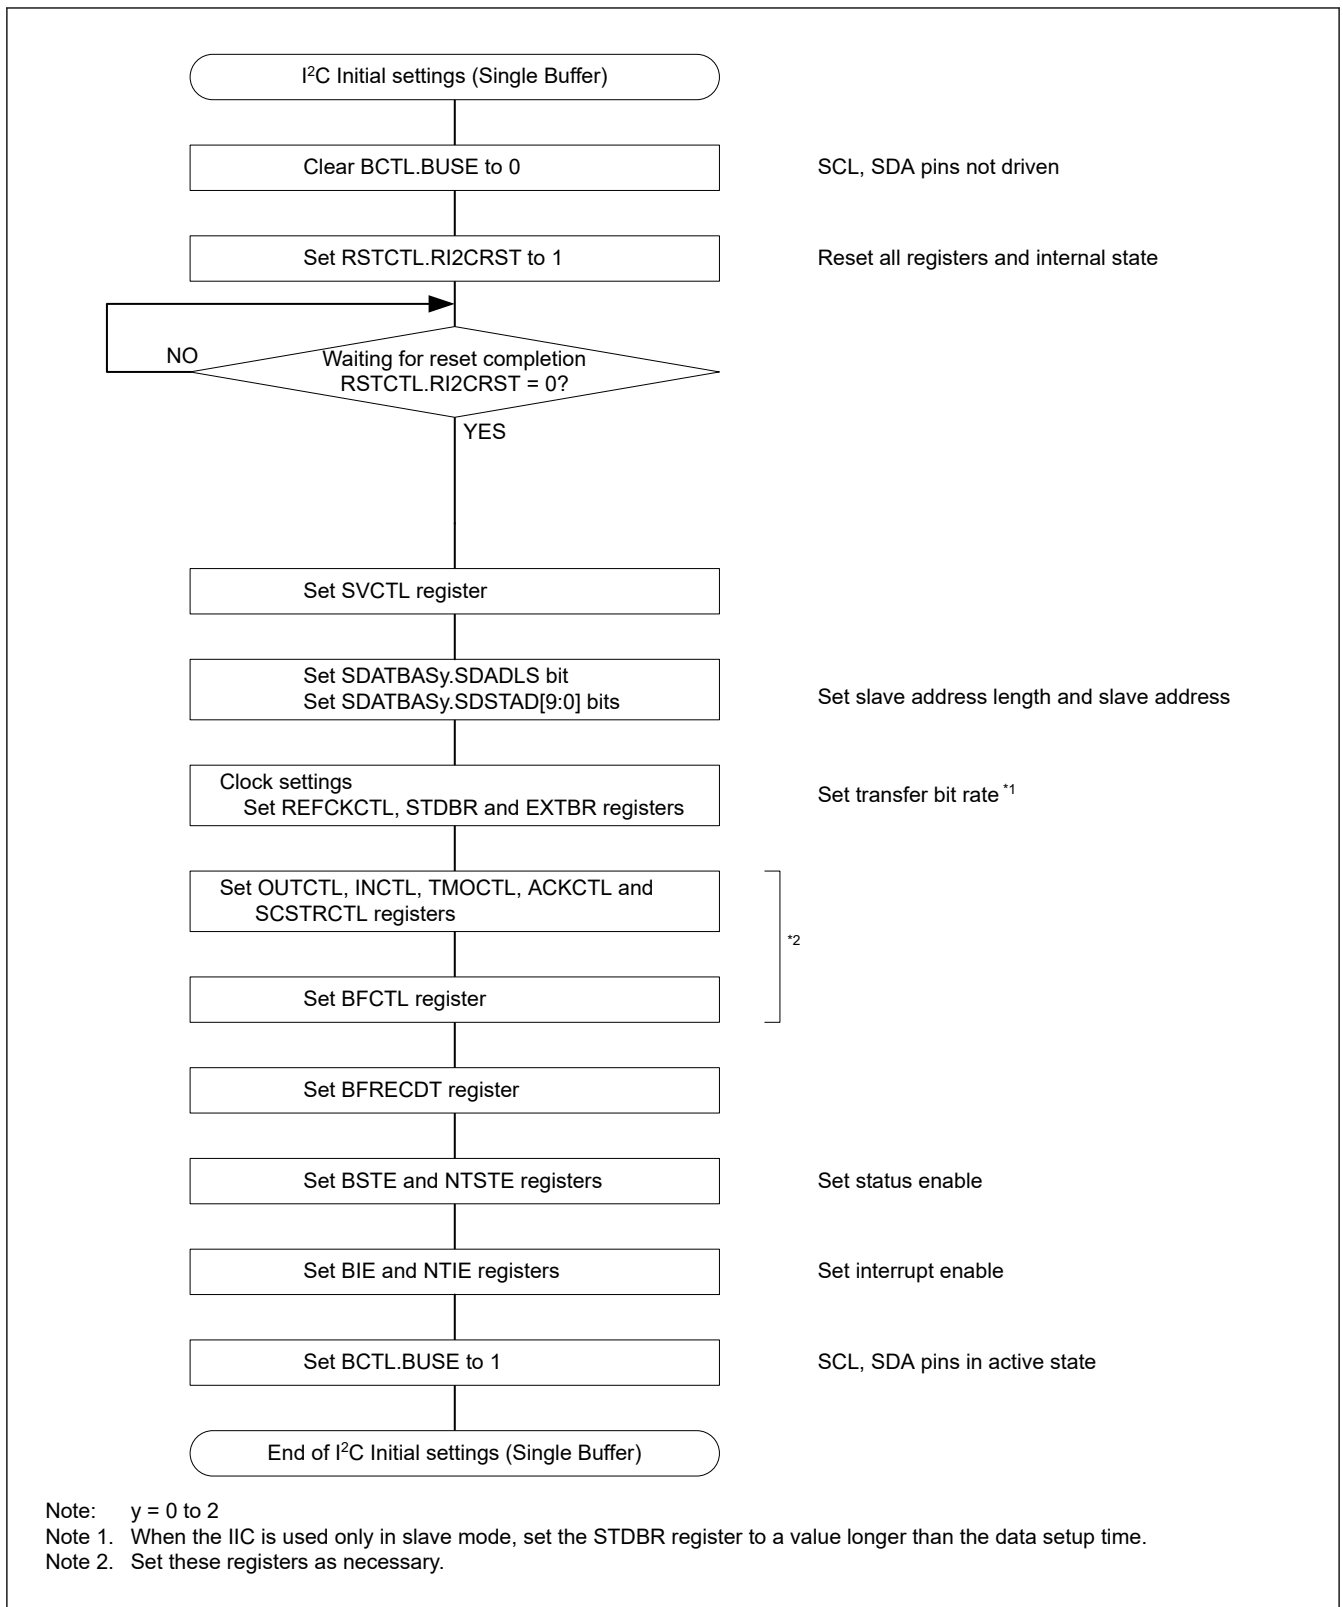 I²C Initial settings (Single Buffer)
Clear BCTL.BUSE to 0
SCL, SDA pins not driven
Set RSTCTL.RI2CRST to 1
Reset all registers and internal state
NO
Waiting for reset completion
RSTCTL.RI2CRST = 0?
YES
Set SVCTL register
Set SDATBASy.SDADLS bit
Set SDATBASy.SDSTAD[9:0] bits
Set slave address length and slave address
Clock settings
Set REFCKCTL, STDBR and EXTBR registers
Set transfer bit rate *1
Set OUTCTL, INCTL, TMOCTL, ACKCTL and
SCSTRCTL registers
*2
Set BFCTL register
Set BFRECDT register
Set BSTE and NTSTE registers
Set status enable
Set BIE and NTIE registers
Set interrupt enable
Set BCTL.BUSE to 1
SCL, SDA pins in active state
End of I²C Initial settings (Single Buffer)
Note: y = 0 to 2
Note 1. When the IIC is used only in slave mode, set the STDBR register to a value longer than the data setup time.
Note 2. Set these registers as necessary.